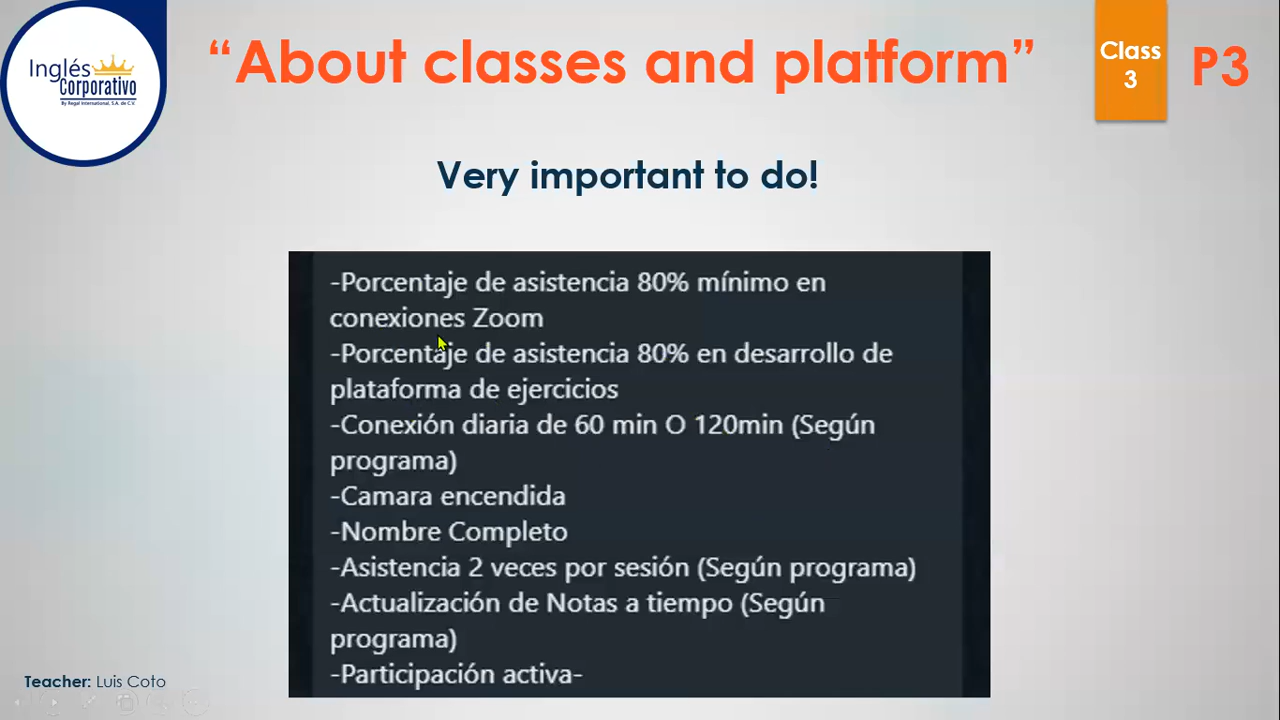 Inglés
Corporativo
By Regal International, S.A. de C.V.
“About classes and platform”
Class
3
P3
Very important to do!
-Porcentaje de asistencia 80% mínimo en
conexiones Zoom
-Porcentaje de asistencia 80% en desarrollo de
plataforma de ejercicios
-Conexión diaria de 60 min O 120min (Según
programa)
-Camara encendida
-Nombre Completo
-Asistencia 2 veces por sesión (Según programa)
-Actualización de Notas a tiempo (Según
programa)
-Participación activa-
Teacher: Luis Coto